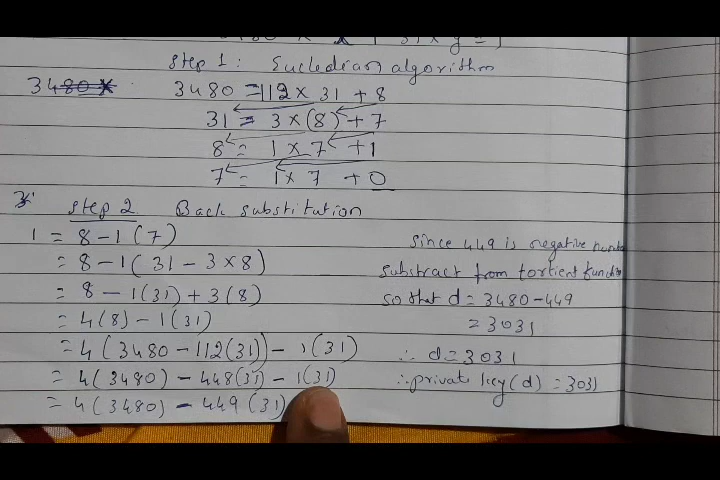 Step 1: Eucledian algorithm
3480 = 112 × 31 + 8
31 = 3 × (8) + 7
8 = 1 × 7 + 1
7 = 1 × 7 + 0
step 2 Back substitution
1 = 8 - 1 (7)
= 8 - 1 ( 31 - 3 × 8)
= 8 - 1(31) + 3(8)
= 4(8) - 1(31)
= 4( 3480 - 112(31)) - 1(31)
= 4( 3480) - 448(31) - 1(31)
= 4( 3480) - 449 (31)
since 449 is negative
substract from tortient
so that d = 3480 - 449
= 3031
∴ d = 3031
∴ private key(d) = 3031